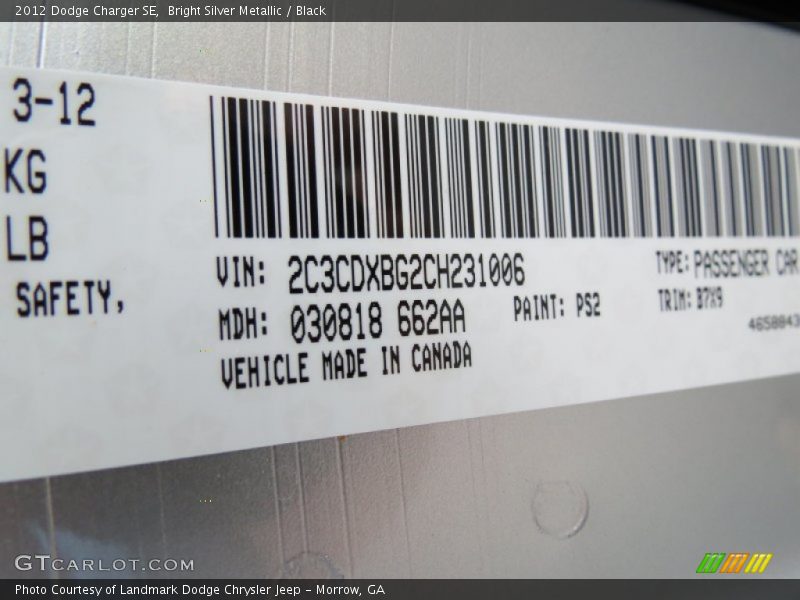 2012 Dodge Charger SE,  Bright Silver Metallic / Black
3-12
KG
LB
SAFETY,
VIN: 2C3CDXBG2CH231006
TYPE: PASSENGER CAR
MDH: 030818 662AA
PAINT: PS2
TRIM: B7X9
4658843
VEHICLE MADE IN CANADA
GTCARLOT.COM
Photo Courtesy of Landmark Dodge Chrysler Jeep – Morrow, GA